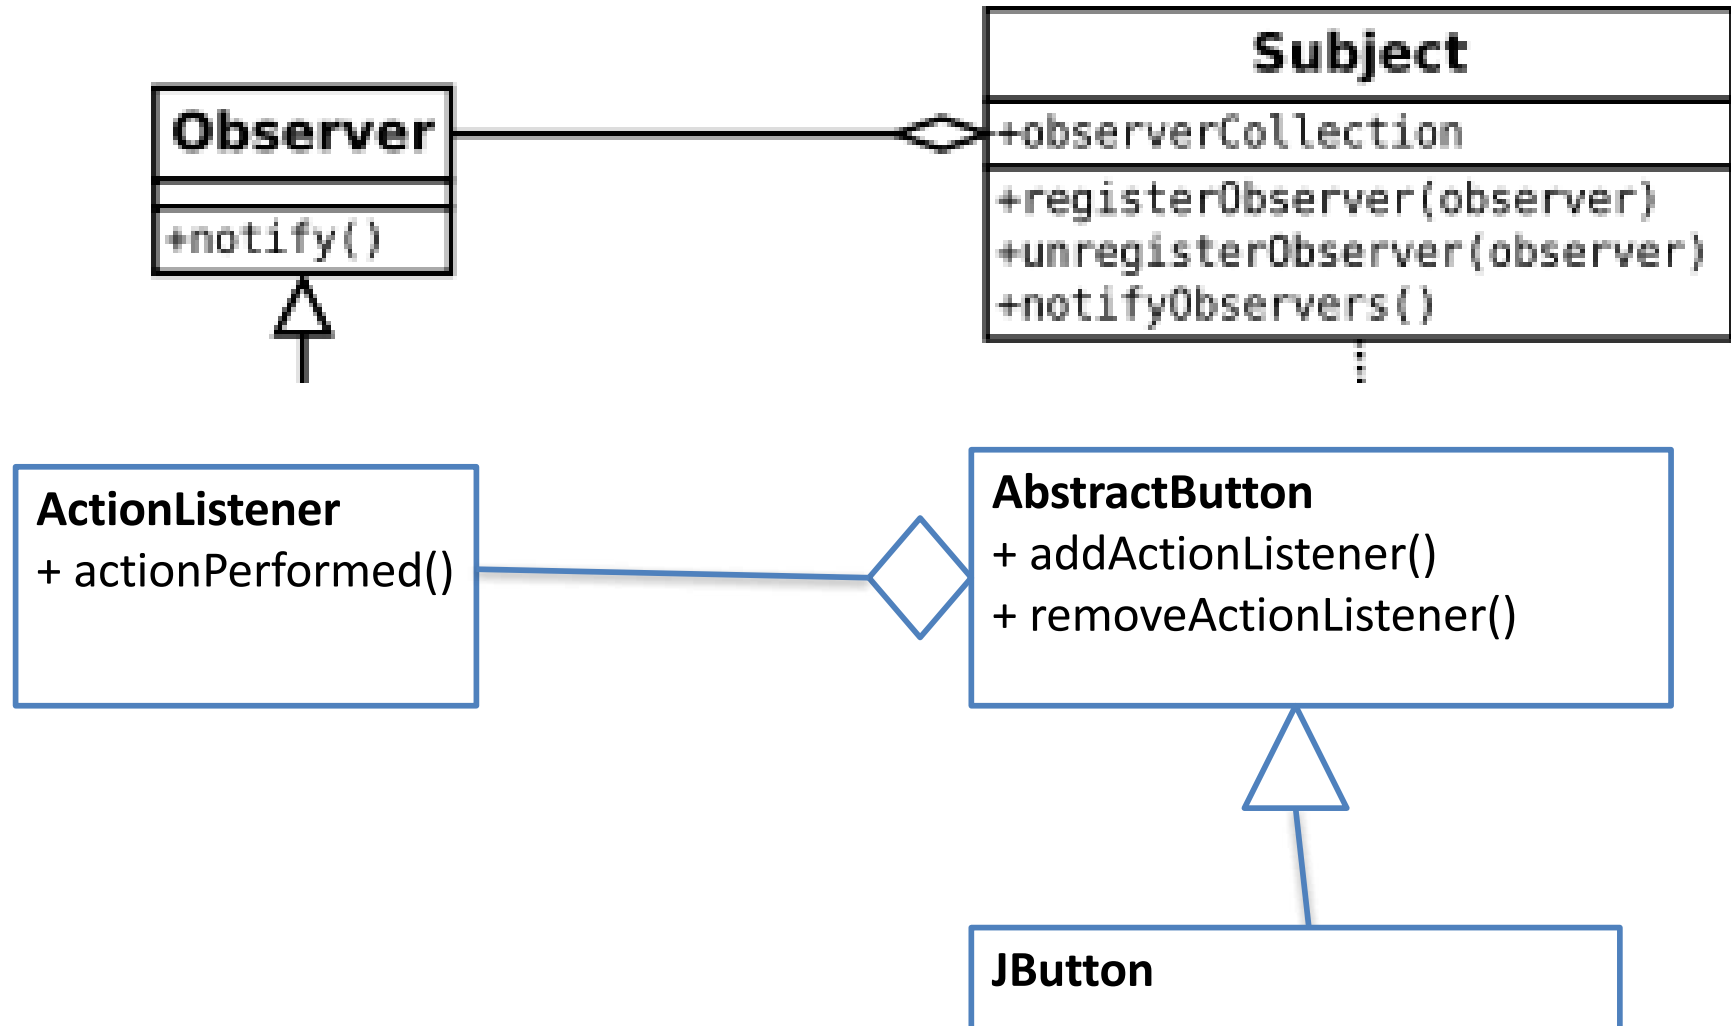 Observer
+notify()
Subject
+observerCollection
+registerObserver(observer)
+unregisterObserver(observer)
+notifyObservers()
ActionListener
+ actionPerformed()
AbstractButton
+ addActionListener()
+ removeActionListener()
JButton